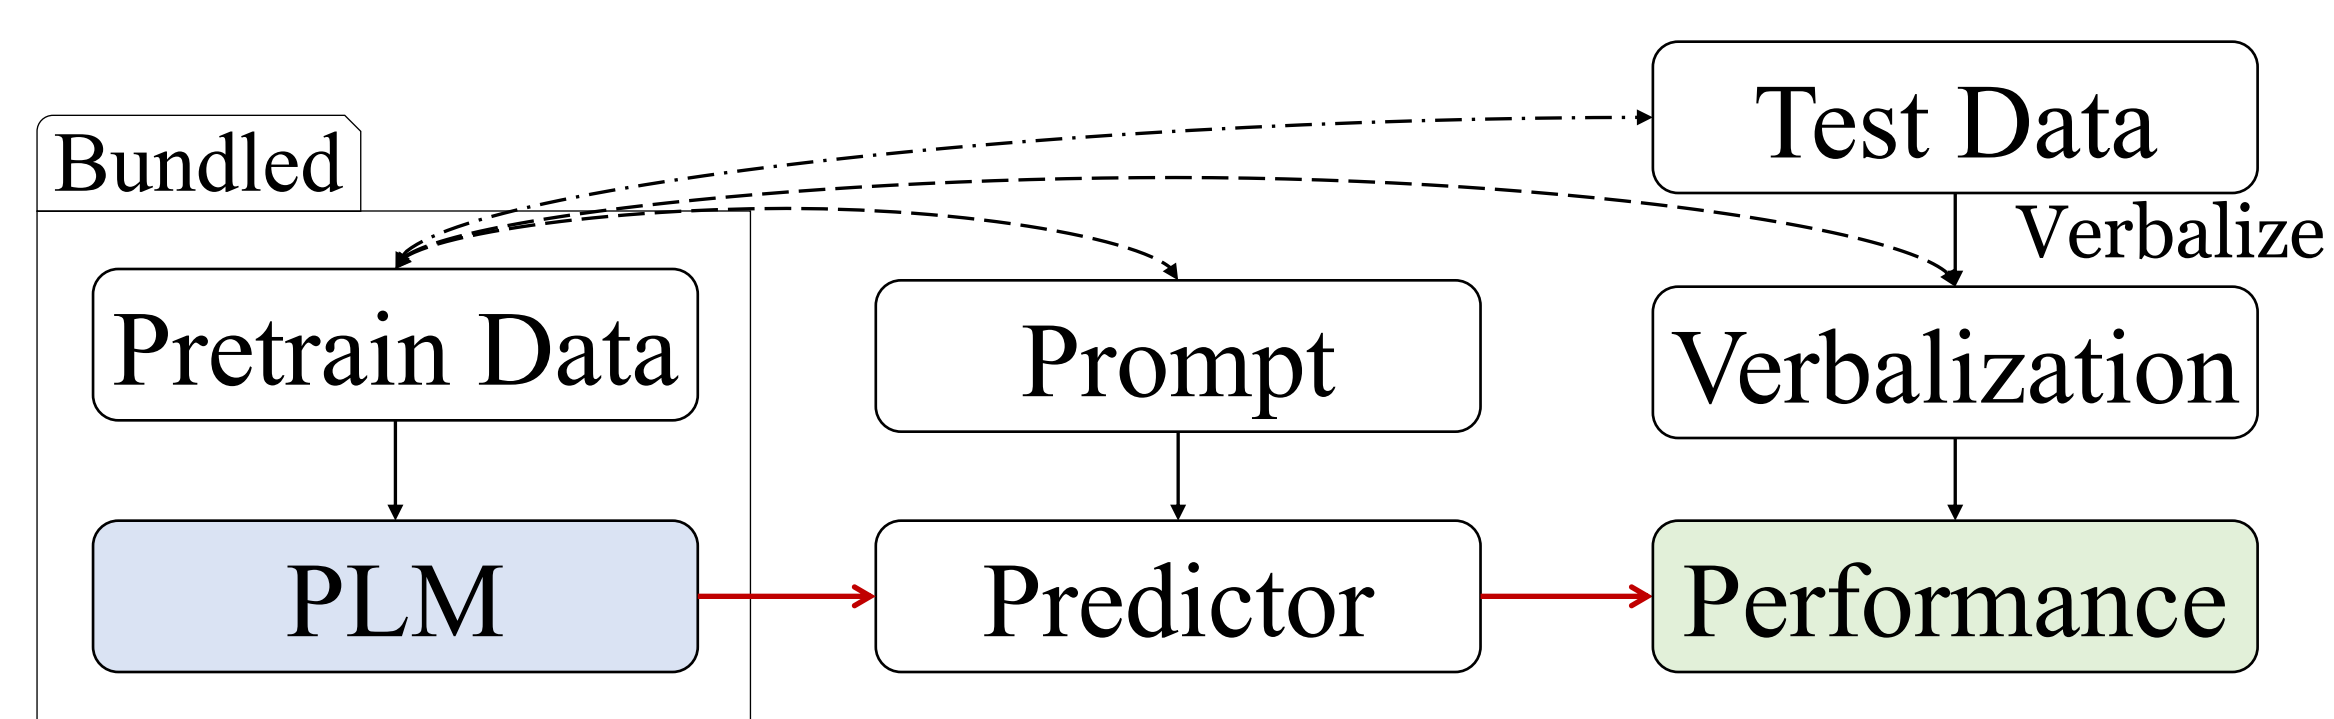 Test Data
Bundled
Verbalize
Pretrain Data
Prompt
Verbalization
PLM
Predictor
Performance